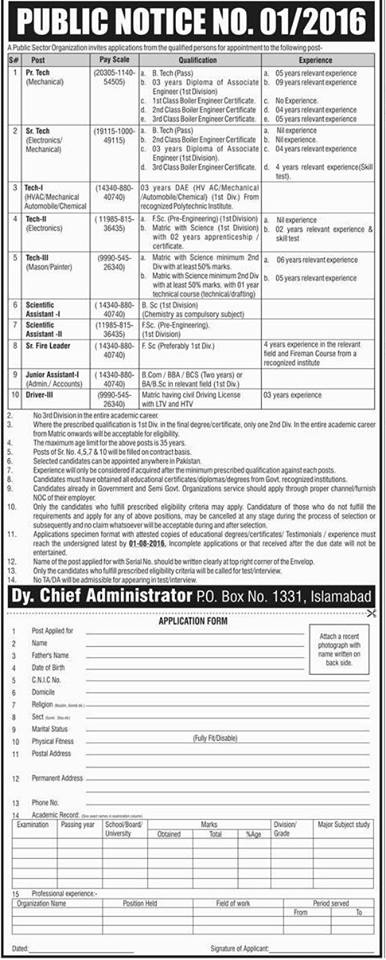 PUBLIC NOTICE NO. 01/2016
A Public Sector Organization invites applications from the qualified persons for appointment to the following post-
S# Post Pay Scale Qualification Experience
1 Pr. Tech (20305-1140- a. B. Tech (Pass) a. 05 years relevant experience
(Mechanical) 54505) b. 03 years Diploma of Associate b. 09 years relevant experience
Engineer (1st Division)
c. 1st Class Boiler Engineer Certificate. c. No Experience.
d. 2nd Class Boiler Engineer Certificate d. 04 years relevant experience
e. 3rd Class Boiler Engineer Certificate. e. 05 years relevant experience
2 Sr. Tech (19115-1000- a. B. Tech (Pass) a. Nil experience
(Electronics/ 49115) b. 2nd Class Boiler Engineer Certificate b. Nil experience.
Mechanical) c. 03 years Diploma of Associate c. 04 years relevant experience
Engineer (1st Division).
d. 3rd Class Boiler Engineer Certificate. d. 4 years relevant experience(Skill
test).
3 Tech-I (14340-880- 03 years DAE (HV AC/Mechanical
(HVAC/Mechanical 40740) /Automobile/Chemical) (1st Div.) From
Automobile/Chemical recognized Polytechnic Institute.
4 Tech-II ( 11985-815- a. F.Sc. (Pre-Engineering) (1st Division) a. Nil experience
(Electronics) 36435) b. Matric with Science (1st Division) b. 02 years relevant experience &
with 02 years apprenticeship / skill test
certificate.
5 Tech-III (9990-545- a. Matric with Science minimum 2nd a. 06 years relevant experience
(Mason/Painter) 26340) Div with at least 50% marks.
b. Matric with Science minimum 2nd Div b. 05 years relevant experience
with at least 50% marks, with 01 year
technical course (technical/drafting)
6 Scientific ( 14340-880- B. Sc (1st Division)
Assistant -I 40740) (Chemistry as compulsory subject)
7 Scientific (11985-815- F.Sc. (Pre-Engineering).
Assistant -II 36435) (1st Division)
8 Sr. Fire Leader ( 14340-880- F. Sc (Preferably 1st Div.) 4 years experience in the relevant
40740) field and Fireman Course from a
recognized institute
9 Junior Assistant-I ( 14340-880- B.Com / BBA / BCS (Two years) or
(Admin./ Accounts) 40740) BA/B.Sc in relevant field (1st Div.)
10 Driver-III (9990-545- Matric having civil Driving License 03 years experience
26340) with LTV and HTV
2. No 3rd Division in the entire academic career.
3. Where the prescribed qualification is 1st Div. in the final degree/certificate, only one 2nd Div. In the entire academic career
from Matric onwards will be acceptable for eligibility.
4. The maximum age limit for the above posts is 35 years.
5. Posts of Sr. No. 4,5,7 & 10 will be filled on contract basis.
6. Selected candidates can be appointed anywhere in Pakistan.
7. Experience will only be considered if acquired after the minimum prescribed qualification against each posts.
8. Candidates must have obtained all educational certificates/diplomas/degrees from Govt. recognized institutions.
9. Candidates already in Government and Semi Govt. Organizations service should apply through proper channel/furnish
NOC of their employer.
10. Only the candidates who fulfill prescribed eligibility criteria may apply. Candidature of those who do not fulfill the
requirements and apply for any of above positions, may be cancelled at any stage during the process of selection or
subsequently and no claim whatsoever will be acceptable during and after selection.
11. Applications specimen format with attested copies of educational degrees/certificates/ Testimonials / experience must
reach the undersigned latest by 01-08-2016. Incomplete applications or that received after the due date will not be
entertained.
12. Name of the post applied for with Serial No. should be written clearly at top right corner of the Envelop.
13. Only the candidates who fulfill prescribed eligibility criteria will be called for test/interview.
14. No TA/DA will be admissible for appearing in test/interview.
Dy. Chief Administrator P.O. Box No. 1331, Islamabad
APPLICATION FORM
1 Post Applied for
2 Name
3 Father's Name
4 Date of Birth
5 C.N.I.C No.
6 Domicile
7 Religion
8 Sect
9 Marital Status
10 Physical Fitness (Fully Fit/Disable)
11 Postal Address
12 Permanent Address
13 Phone No.
Attach a recent
photograph with
name written on
back side.
14 Academic Record:
Examination Passing year School/Board/ Marks Division/ Major Subject study
University Obtained Total %Age Grade
15 Professional experience:-
Organization Name Position Held Field of work Period served
From To
Dated: Signature of Applicant: